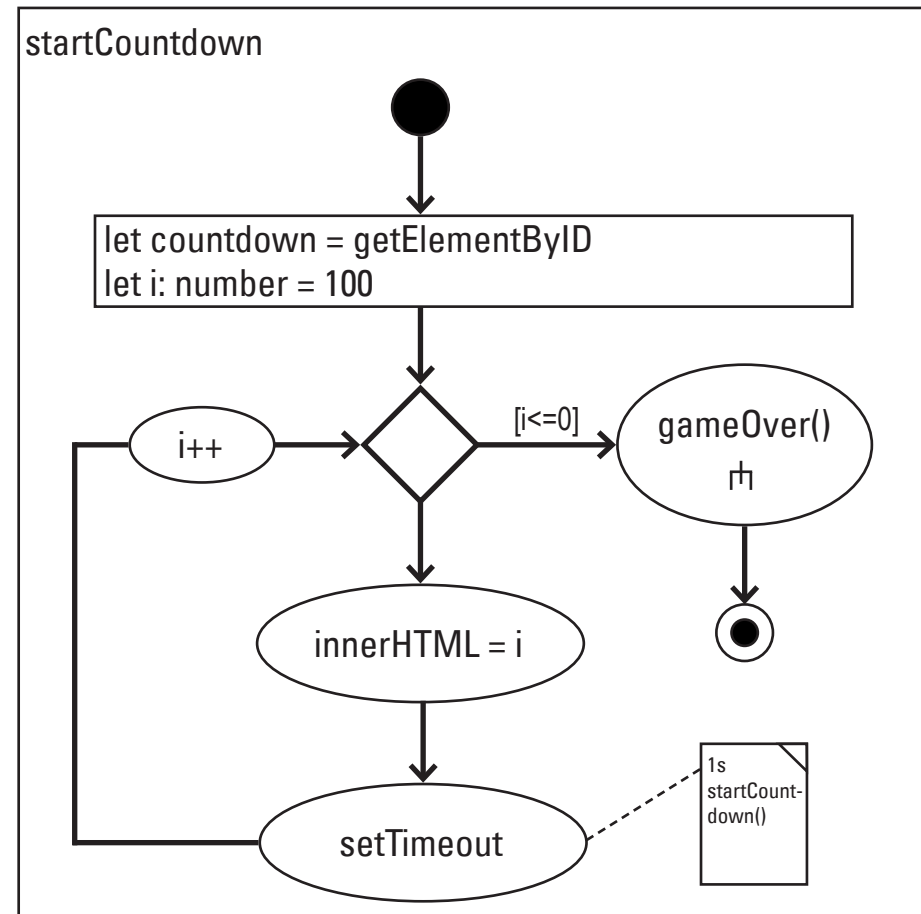 startCountdown
let countdown = getElementByID
let i: number = 100
i++
[i<=0]
gameOver()
innerHTML = i
1s
startCount-
down()
setTimeout